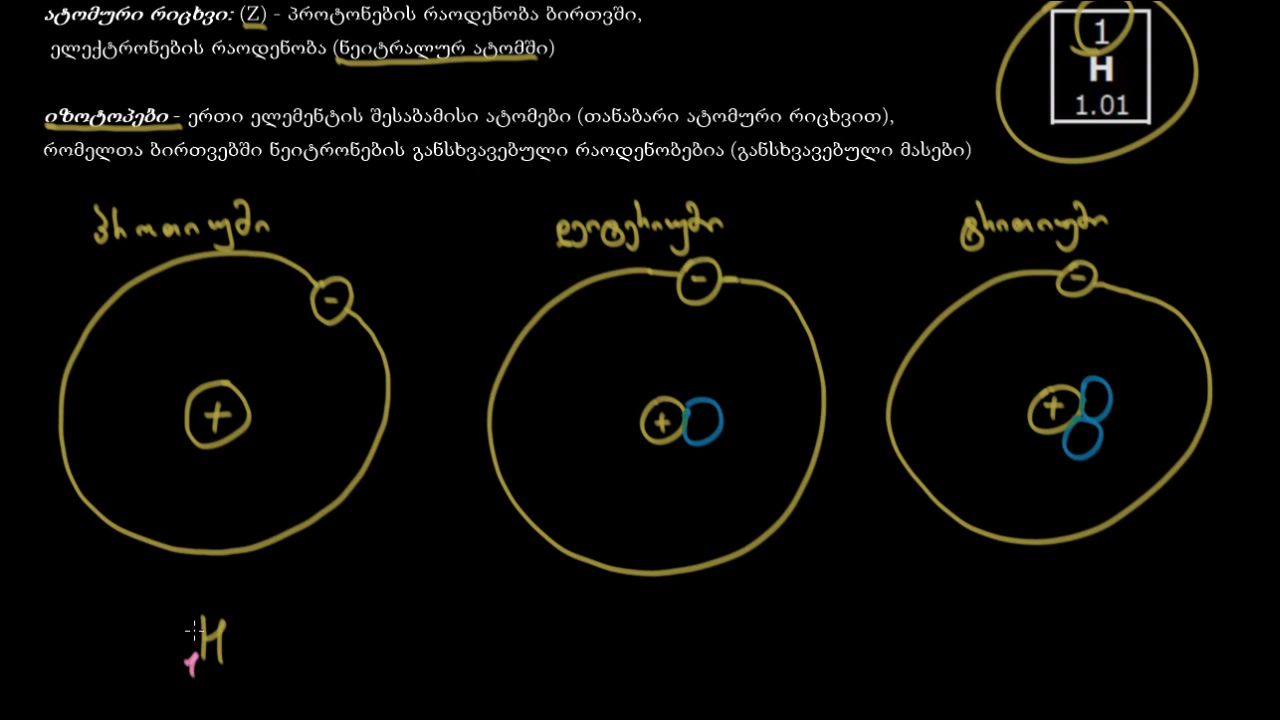 ატომური რიცხვი: (Z) - პროტონების რაოდენობა ბირთვში,
ელექტრონების რაოდენობა (ნეიტრალურ ატომში)
1
H
1.01
იზოტოპები - ერთი ელემენტის შესაბამისი ატომები (თანაბარი ატომური რიცხვით),
რომელთა ბირთვებში ნეიტრონების განსხვავებული რაოდენობებია (განსხვავებული მასები)
პროთიუმი დეიტერიუმი ტრითიუმი
- - -
+ + +
H
1